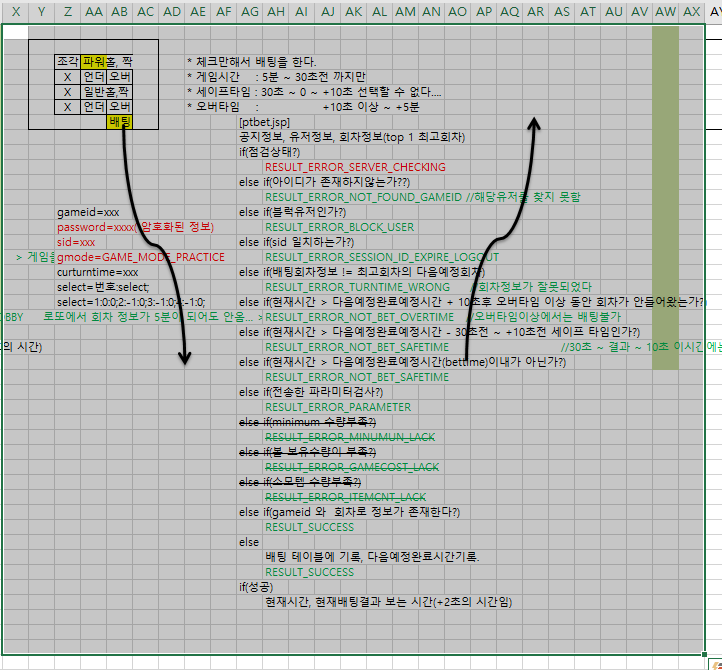 X Y Z AA AB AC AD AE AF AG AH AI AJ AK AL AM AN AO AP AQ AR AS AT AU AV AW AX AY
조각 파워홀, 짝 * 체크만해서 배팅을 한다.
X 언더 오버 * 게임시간 : 5분 ~ 30초전 까지만
X 일반홀,짝 * 세이프타임 : 30초 ~ 0 ~ +10초 선택할 수 없다....
X 언더 오버 * 오버타임 : +10초 이상 ~ +5분
배팅 [ptbet.jsp]
공지정보, 유저정보, 회차정보(top 1 최고회차)
if(점검상태?)
RESULT_ERROR_SERVER_CHECKING
else if(아이디가 존재하지않는가??)
RESULT_ERROR_NOT_FOUND_GAMEID //해당유저를 찾지 못함
gameid=xxx else if(블럭유저인가?)
password=xxxx( 암호화된 정보) RESULT_ERROR_BLOCK_USER
sid=xxx else if(sid 일치하는가?)
> 게임을 gmode=GAME_MODE_PRACTICE RESULT_ERROR_SESSION_ID_EXPIRE_LOGOUT
curturntime=xxx else if(배팅회차정보 != 최고회차의 다음예정회차)
select=번호:select; RESULT_ERROR_TURNTIME_WRONG //회차정보가 잘못되었다
select=1:0:0;2:-1:0;3:-1:0;4:-1:0; else if(현재시간 > 다음예정완료예정시간 + 10초후 오버타임 이상 동안 회차가 안들어왔는가?)
OBBY 로또에서 회차 정보가 5분이 되어도 안옴... > RESULT_ERROR_NOT_BET_OVERTIME //오버타임이상에서는 배팅불가
else if(현재시간 > 다음예정완료예정시간 - 30초전 ~ +10초전 세이프 타임인가?)
의 시간) RESULT_ERROR_NOT_BET_SAFETIME //30초 ~ 결과 ~ 10초 이시간에는
else if(현재시간 > 다음예정완료예정시간(bettime)이내가 아닌가?)
RESULT_ERROR_NOT_BET_SAFETIME
else if(전송한 파라미터검사?)
RESULT_ERROR_PARAMETER
else if(minimum 수량부족?)
RESULT_ERROR_MINUMUN_LACK
else if(볼 보유수량이 부족?)
RESULT_ERROR_GAMECOST_LACK
else if(소모템 수량부족?)
RESULT_ERROR_ITEMCNT_LACK
else if(gameid 와 회차로 정보가 존재한다?)
RESULT_SUCCESS
else
배팅 테이블에 기록, 다음예정완료시간기록.
RESULT_SUCCESS
if(성공)
현재시간, 현재배팅결과 보는 시간(+2초의 시간임)